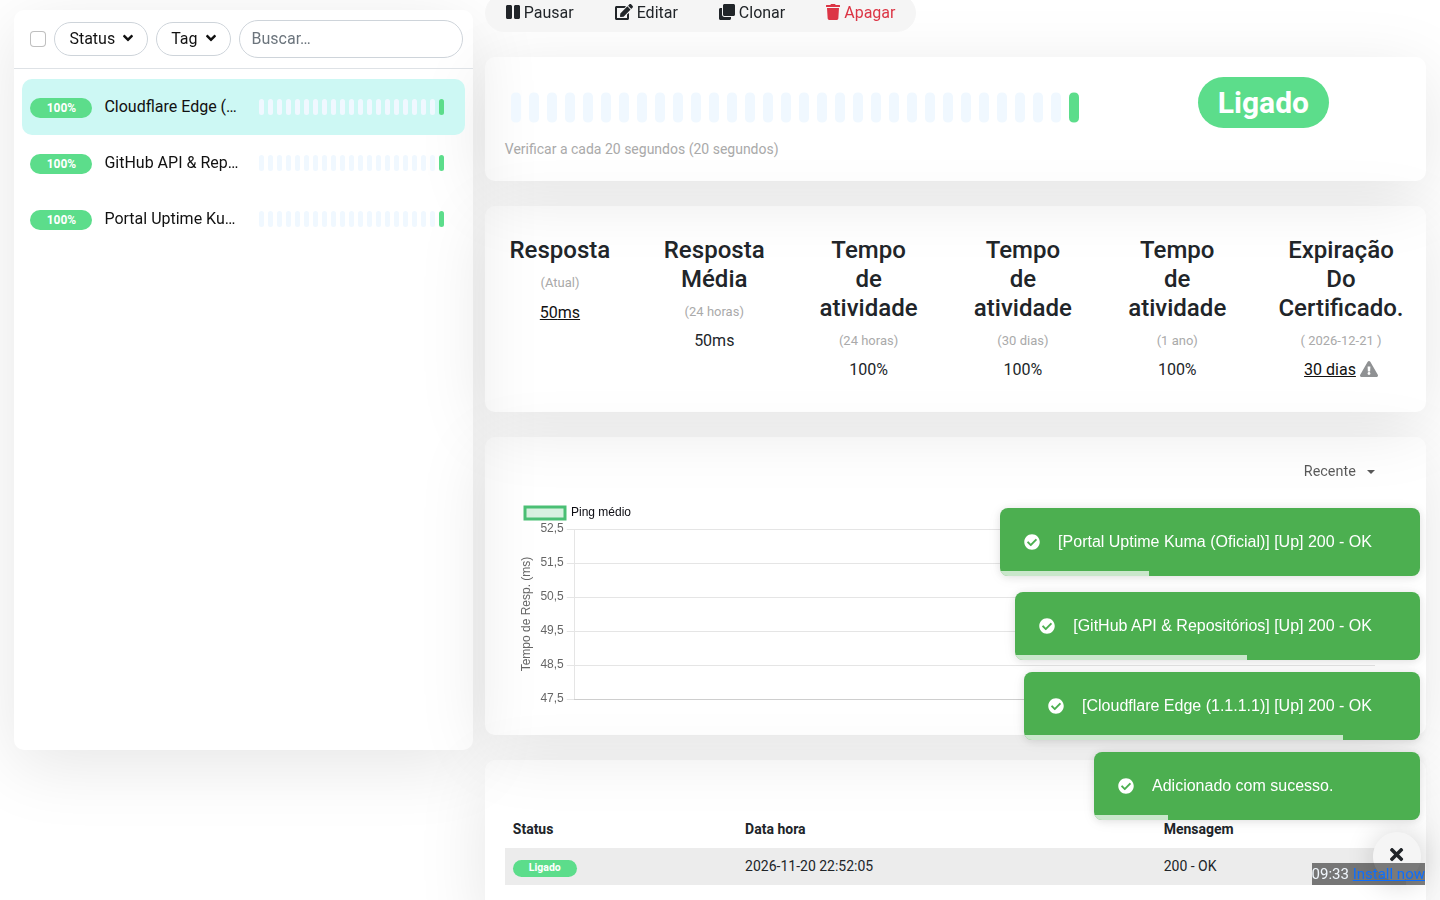 Pausar Editar Clonar Apagar
Status Tag Buscar...
100% Cloudflare Edge (...
100% GitHub API & Rep...
100% Portal Uptime Ku...
Ligado
Verificar a cada 20 segundos (20 segundos)
Resposta
(Atual)
50ms
Resposta
Média
(24 horas)
50ms
Tempo
de
atividade
(24 horas)
100%
Tempo
de
atividade
(30 dias)
100%
Tempo
de
atividade
(1 ano)
100%
Expiração
Do
Certificado.
( 2026-12-21 )
30 dias
Recente
Ping médio
Tempo de Resp. (ms)
52,5
51,5
50,5
49,5
48,5
47,5
[Portal Uptime Kuma (Oficial)] [Up] 200 - OK
[GitHub API & Repositórios] [Up] 200 - OK
[Cloudflare Edge (1.1.1.1)] [Up] 200 - OK
Adicionado com sucesso.
Status Data hora Mensagem
Ligado 2026-11-20 22:52:05 200 - OK
09:33 Install now